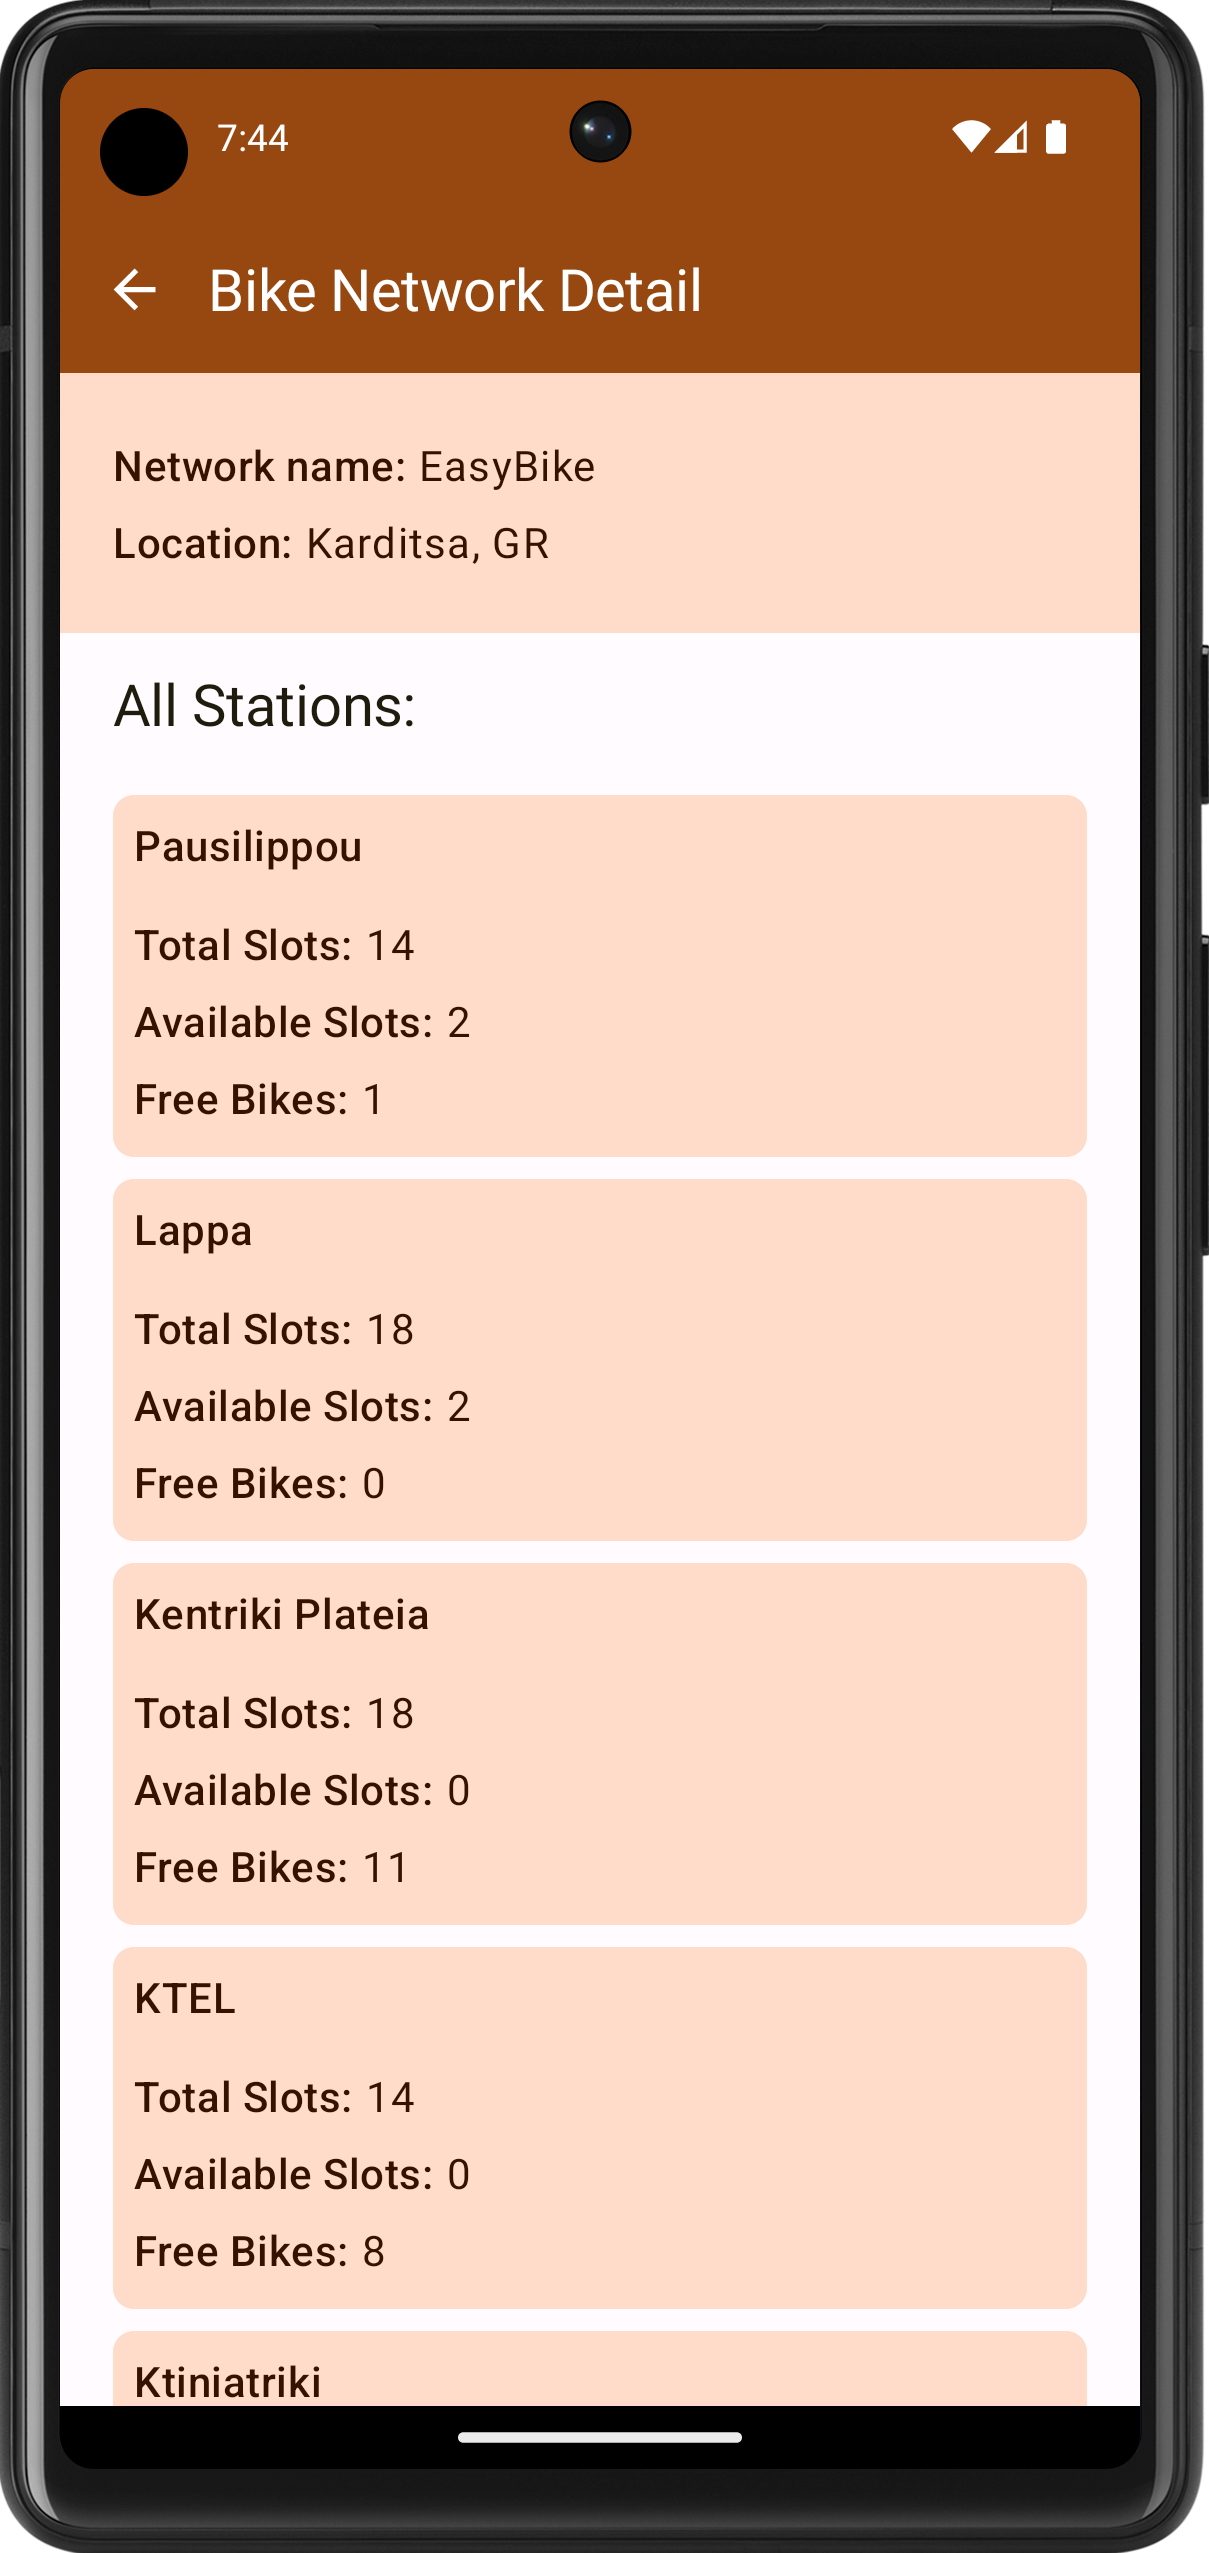 7:44
Bike Network Detail
Network name: EasyBike
Location: Karditsa, GR
All Stations:
Pausilippou
Total Slots: 14
Available Slots: 2
Free Bikes: 1
Lappa
Total Slots: 18
Available Slots: 2
Free Bikes: 0
Kentriki Plateia
Total Slots: 18
Available Slots: 0
Free Bikes: 11
KTEL
Total Slots: 14
Available Slots: 0
Free Bikes: 8
Ktiniatriki